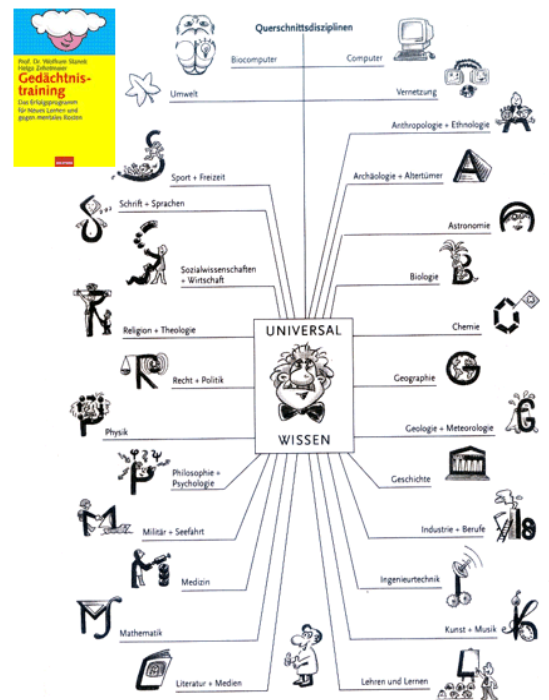 Prof. Dr. Wolfram Stanek
Helga Zehetmaier
Gedächtnis-
training
Das Erfolgsprogramm
für Neues Lernen und
gegen mentales Rosten
Querschnittsdisziplinen
Biocomputer
Computer
Umwelt
Vernetzung
Anthropologie + Ethnologie
Sport + Freizeit
Archäologie + Altertümer
Schrift + Sprachen
Astronomie
Sozialwissenschaften
+ Wirtschaft
Biologie
Religion + Theologie
UNIVERSAL
Chemie
Recht + Politik
Geographie
Physik
WISSEN
Geologie + Meteorologie
Philosophie +
Psychologie
Geschichte
Militär + Seefahrt
Industrie + Berufe
Medizin
Ingenieurtechnik
Mathematik
Kunst + Musik
Literatur + Medien
Lehren und Lernen